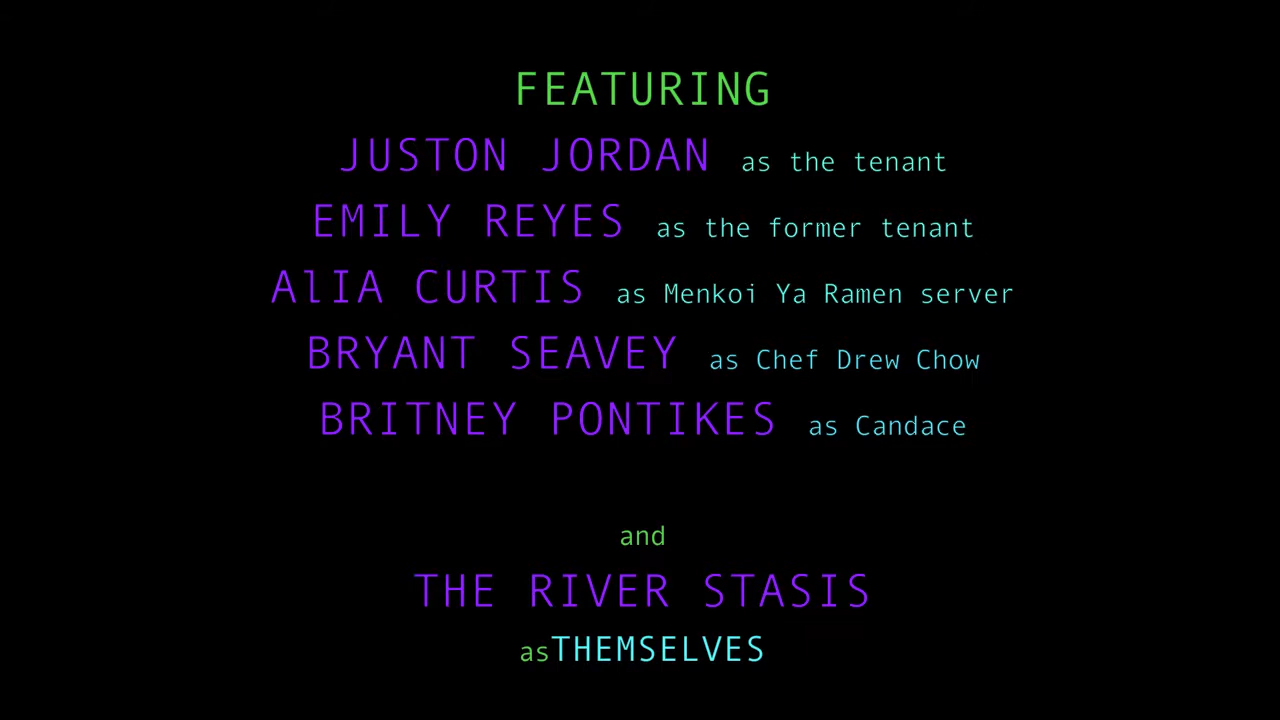 FEATURING
JUSTON JORDAN as the tenant
EMILY REYES as the former tenant
AlIA CURTIS as Menkoi Ya Ramen server
BRYANT SEAVEY as Chef Drew Chow
BRITNEY PONTIKES as Candace
and
THE RIVER STASIS
asTHEMSELVES